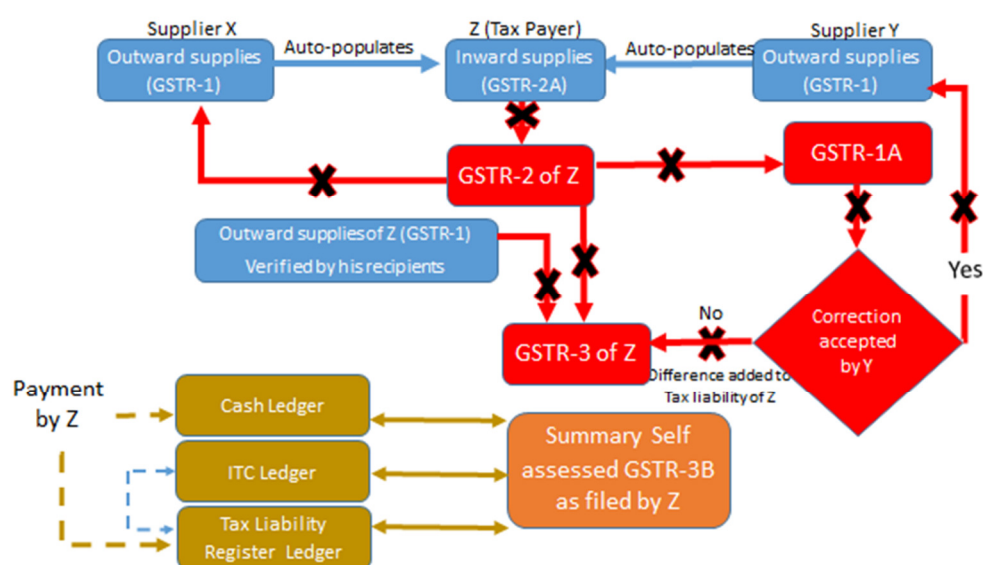 Supplier X
Z (Tax Payer)
Supplier Y
Outward supplies
(GSTR-1)
Auto-populates
Inward supplies
(GSTR-2A)
Auto-populates
Outward supplies
(GSTR-1)
GSTR-2 of Z
GSTR-1A
Outward supplies of Z (GSTR-1)
Verified by his recipients
Yes
No
Correction
accepted
by Y
GSTR-3 of Z
Difference added to
Tax liability of Z
Payment
by Z
Cash Ledger
ITC Ledger
Tax Liability
Register Ledger
Summary Self
assessed GSTR-3B
as filed by Z